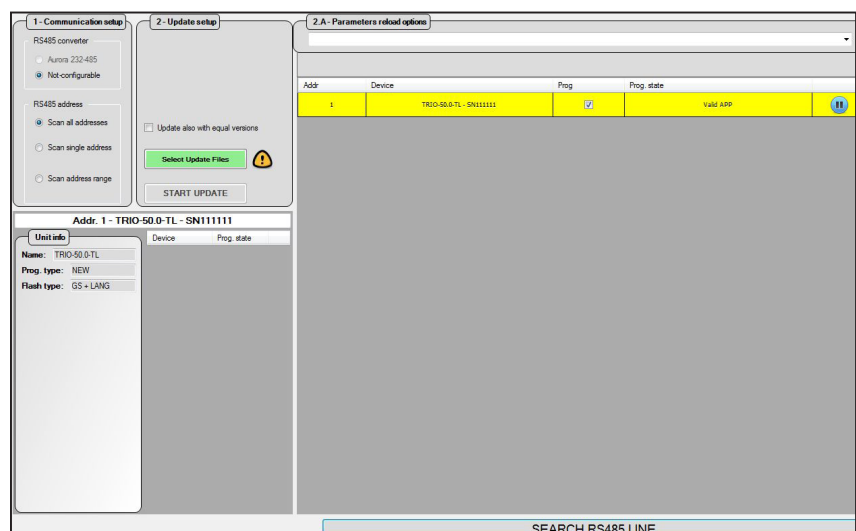 1 - Communication setup
RS485 converter
Aurora 232-485
Not-configurable
RS485 address
Scan all addresses
Scan single address
Scan address range
2 - Update setup
Update also with equal versions
Select Update Files
START UPDATE
2.A - Parameters reload options
Addr Device Prog Prog. state
1 TRIO-50.0-TL - SN111111 Valid APP
Addr. 1 - TRIO-50.0-TL - SN111111
Unit info
Name: TRIO-50.0-TL
Prog. type: NEW
Flash type: GS + LANG
Device Prog. state
SEARCH RS485 LINE